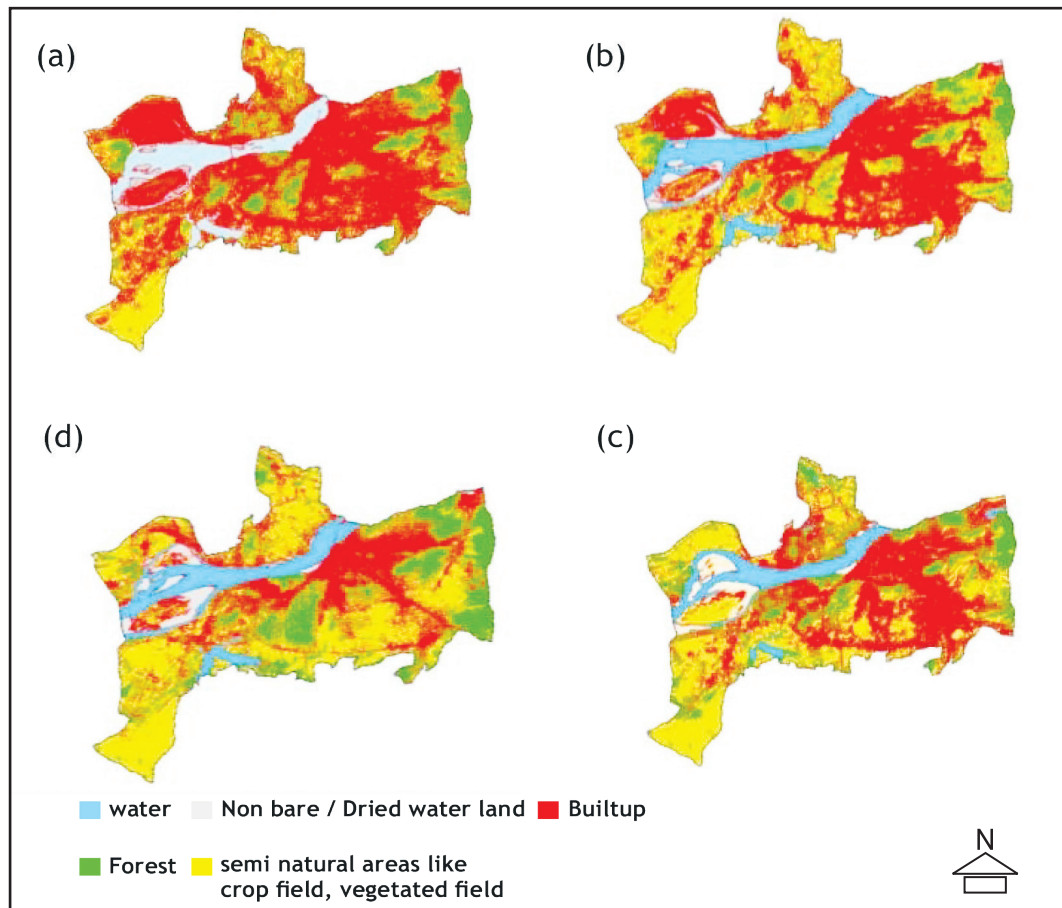 (a)
(b)
(d)
(c)
water
Non bare / Dried water land
Builtup
Forest
semi natural areas like
crop field, vegetated field
N